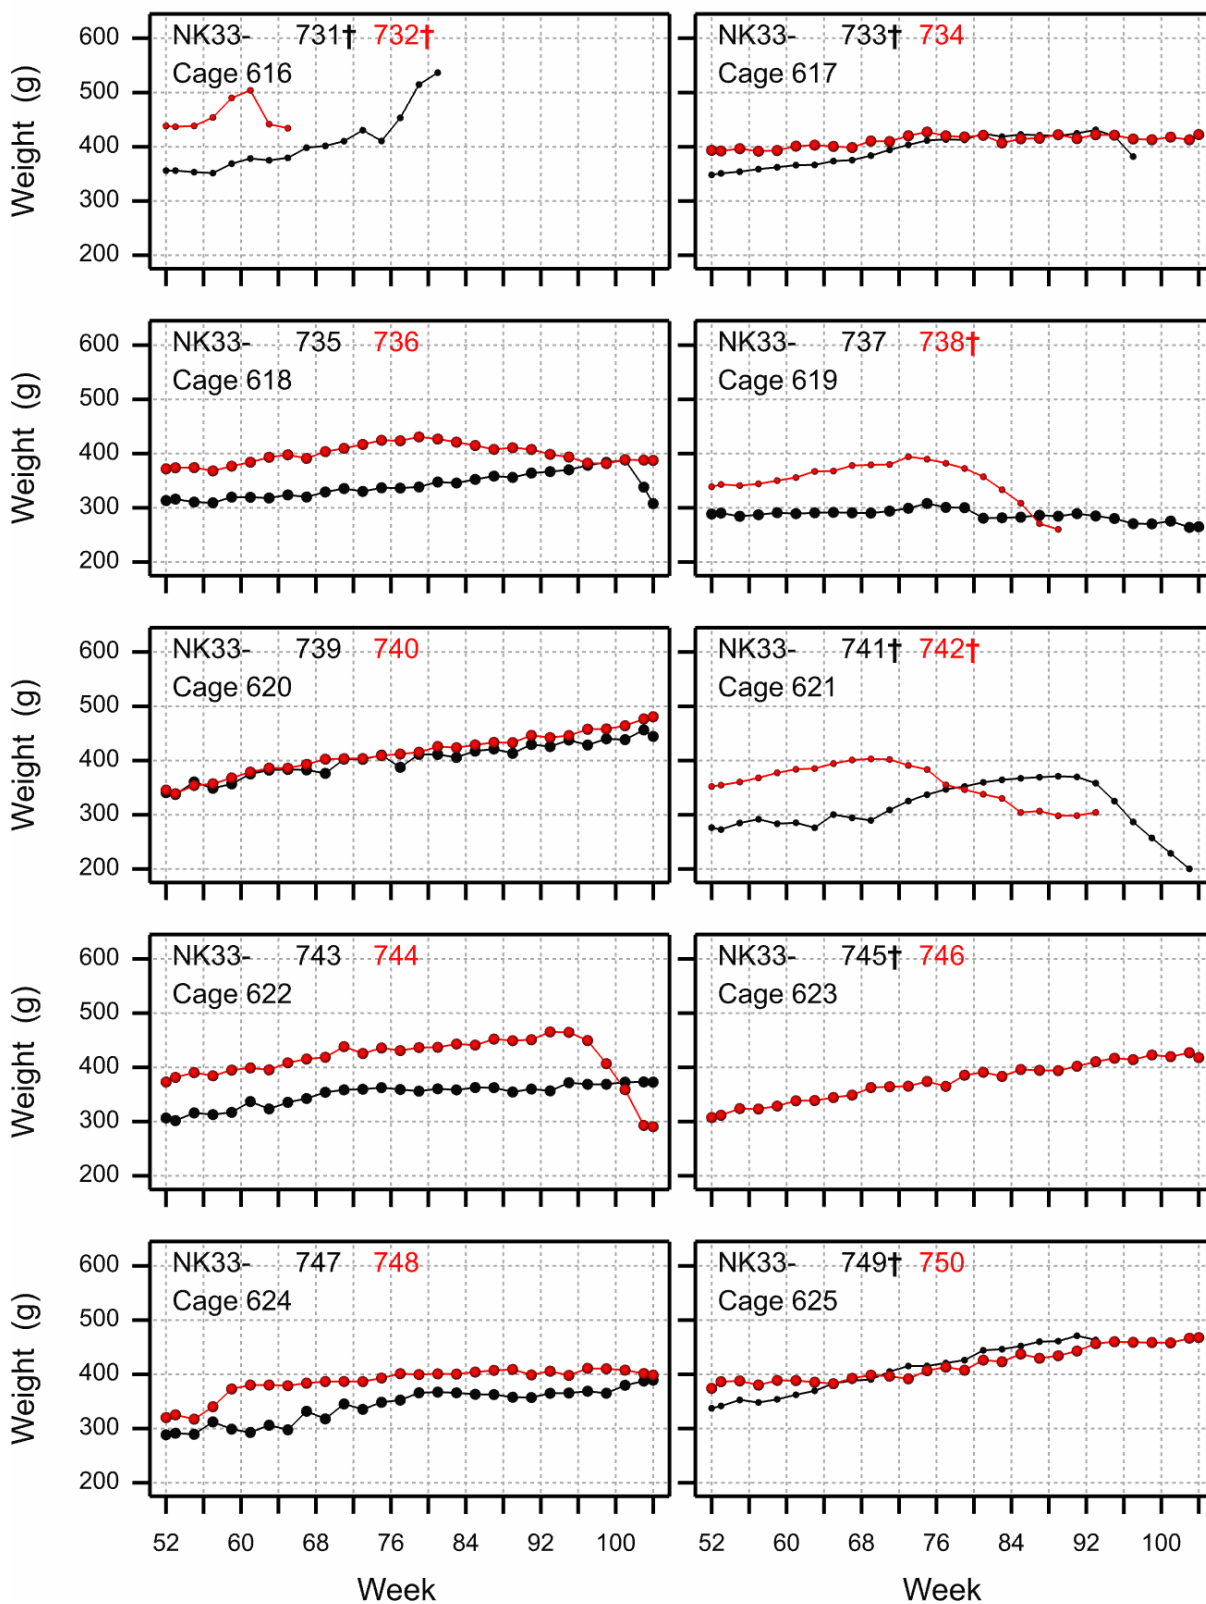 Weight (g)
600
500
400
300
200
NK33- 731† 732†
Cage 616
NK33- 733† 734
Cage 617
Weight (g)
600
500
400
300
200
NK33- 735 736
Cage 618
NK33- 737 738†
Cage 619
Weight (g)
600
500
400
300
200
NK33- 739 740
Cage 620
NK33- 741† 742†
Cage 621
Weight (g)
600
500
400
300
200
NK33- 743 744
Cage 622
NK33- 745† 746
Cage 623
Weight (g)
600
500
400
300
200
NK33- 747 748
Cage 624
NK33- 749† 750
Cage 625
52 60 68 76 84 92 100
52 60 68 76 84 92 100
Week
Week